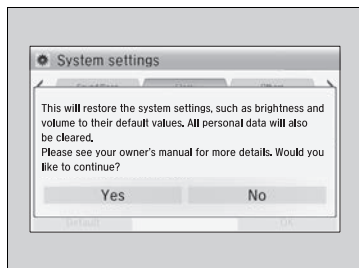 System settings
This will restore the system settings, such as brightness and
volume to their default values. All personal data will also
be cleared.
Please see your owner's manual for more details. Would you
like to continue?
Yes
No
Default
OK